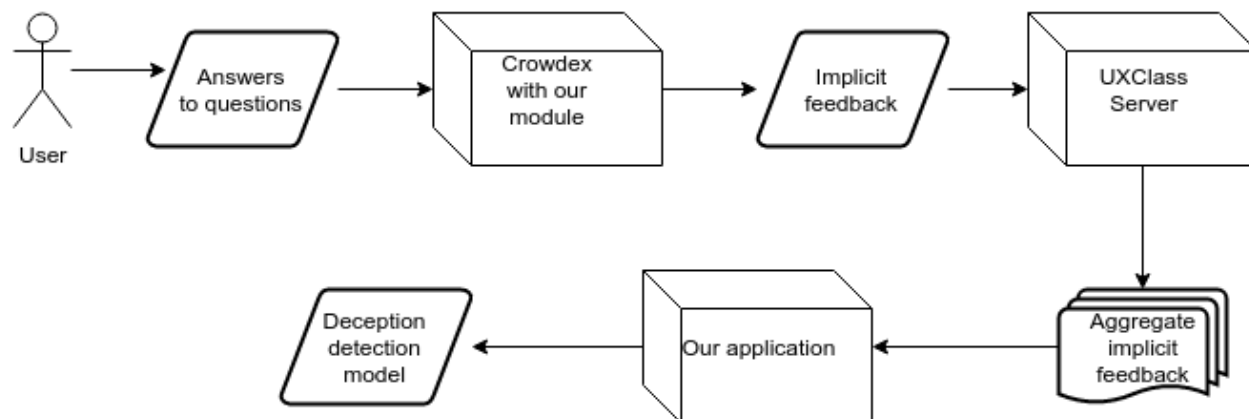 User
Answers
to questions
Crowdex
with our
module
Implicit
feedback
UXClass
Server
Aggregate
implicit
feedback
Our application
Deception
detection
model